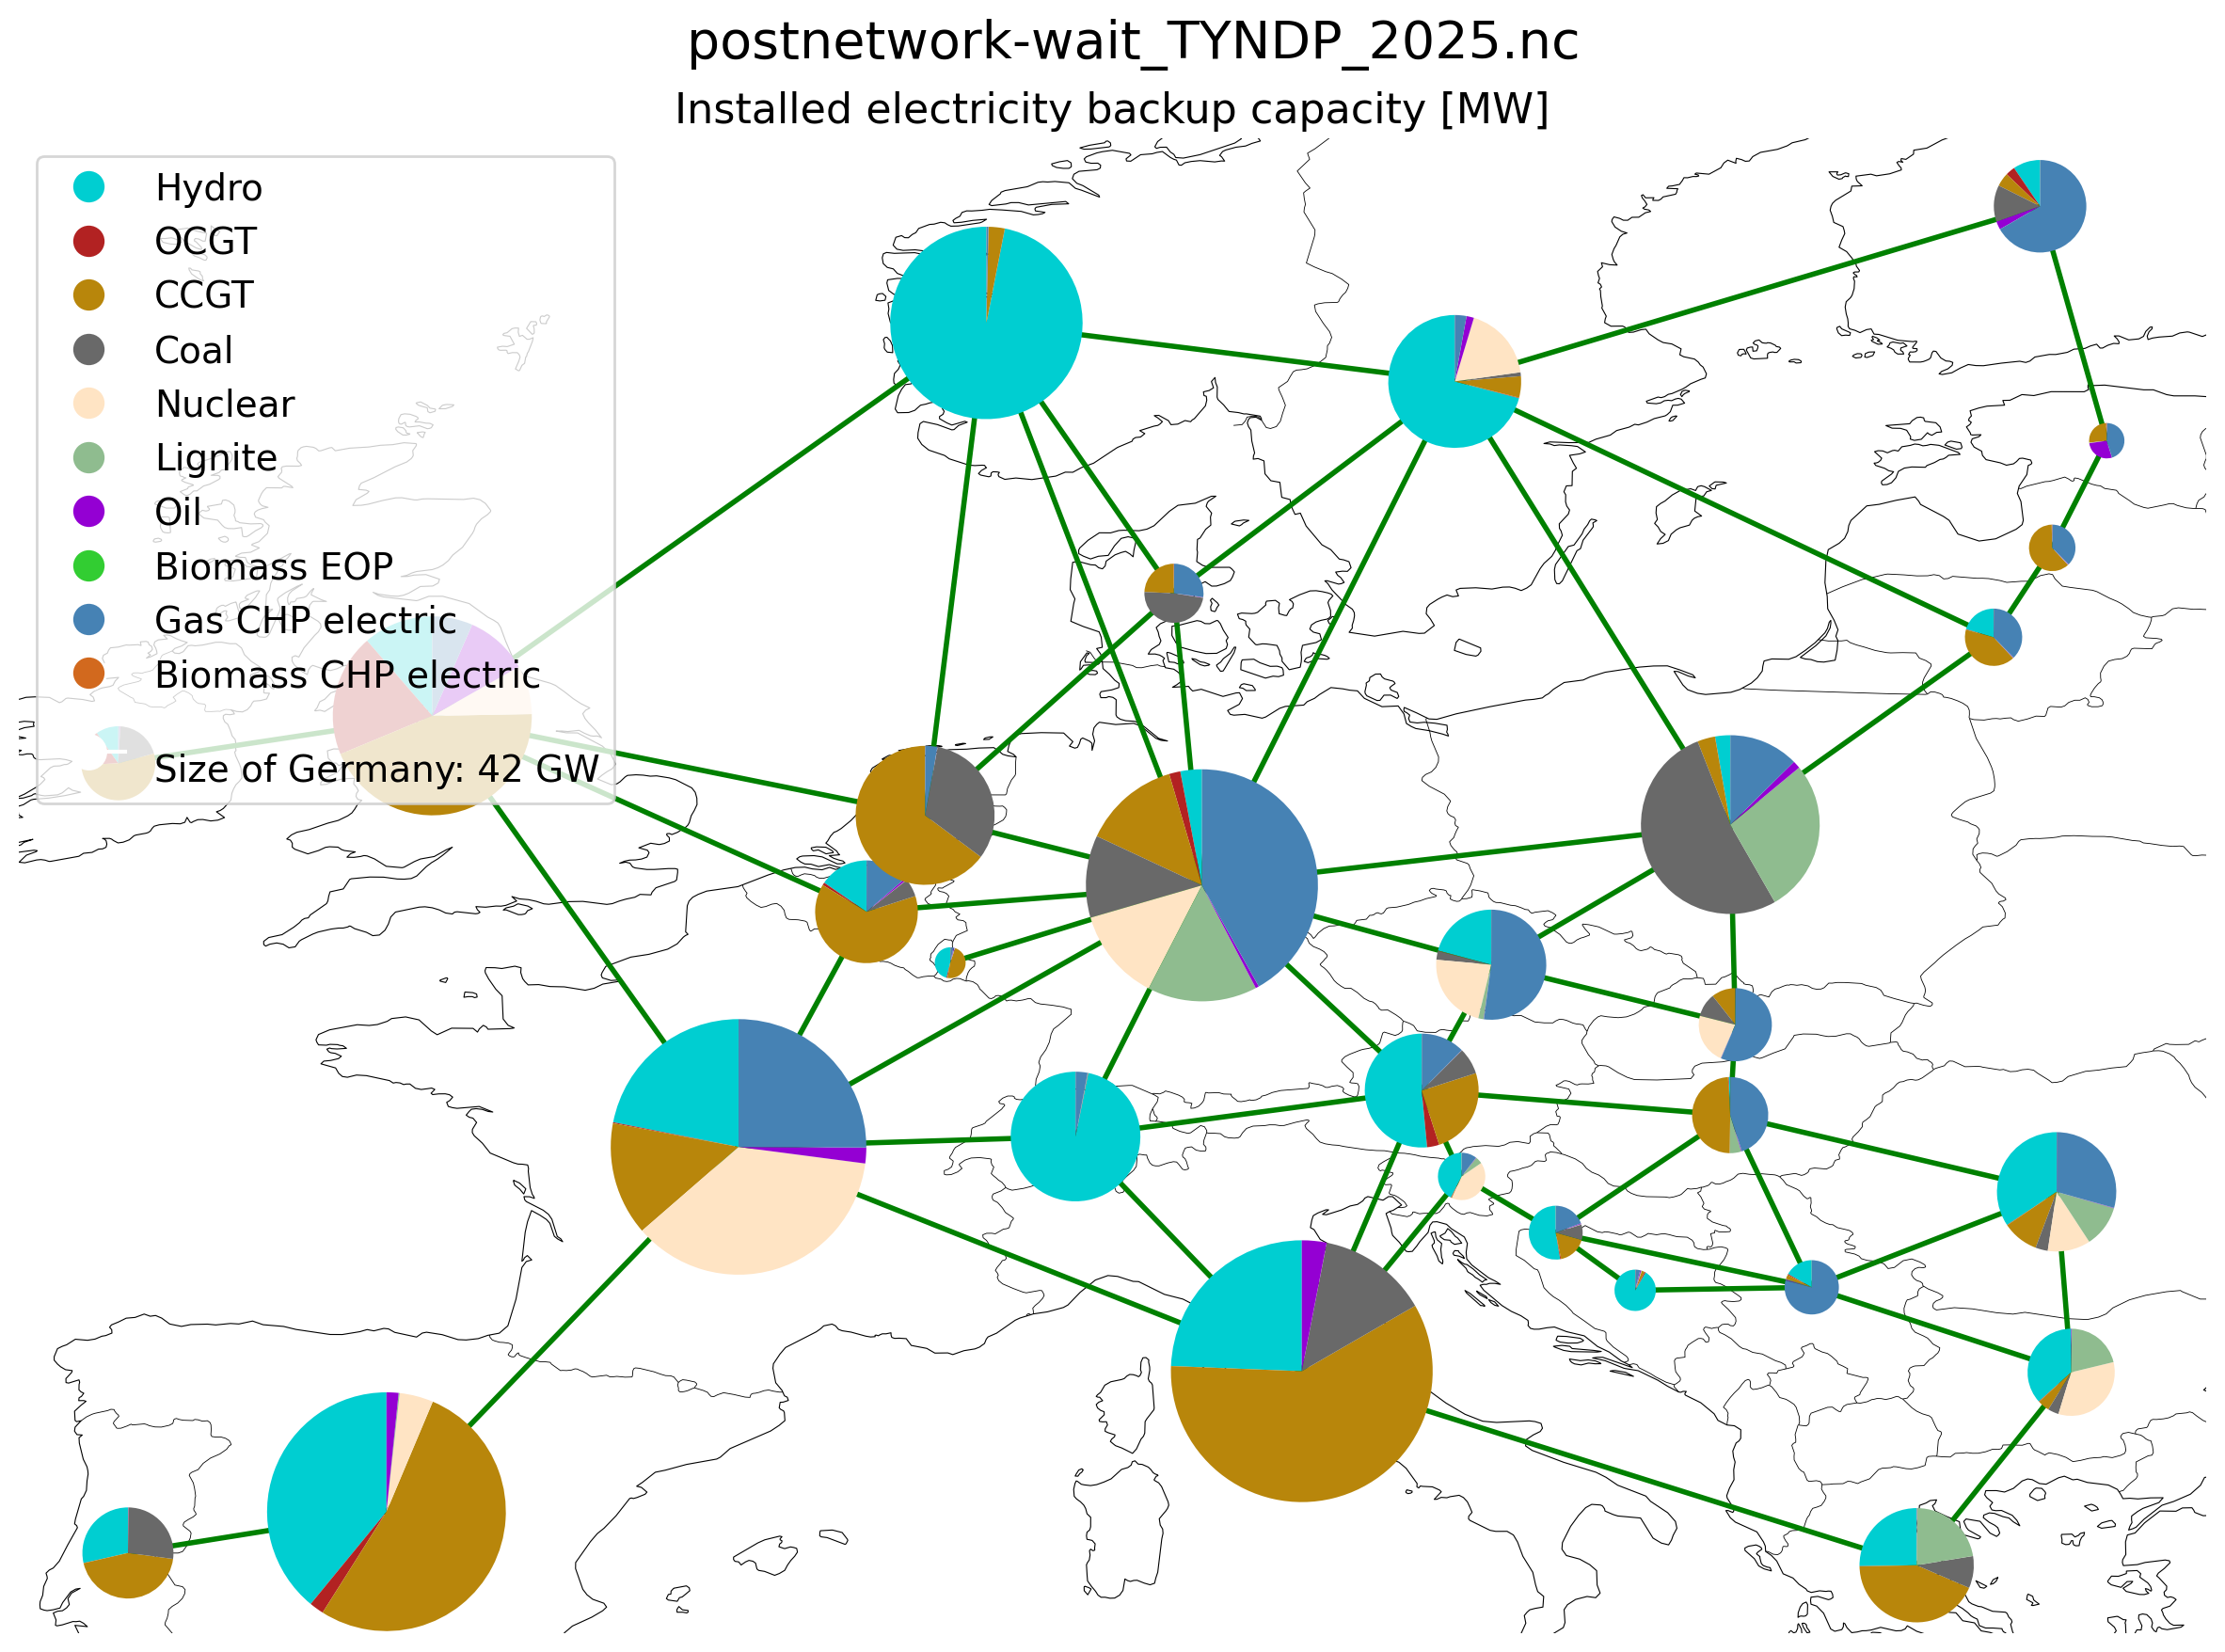 postnetwork-wait_TYNDP_2025.nc
Installed electricity backup capacity [MW]
Hydro
OCGT
CCGT
Coal
Nuclear
Lignite
Oil
Biomass EOP
Gas CHP electric
Biomass CHP electric
Size of Germany: 42 GW